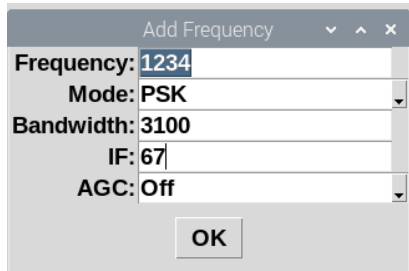 Add Frequency
Frequency: 1234
Mode: PSK
Bandwidth: 3100
IF: 67
AGC: Off
OK